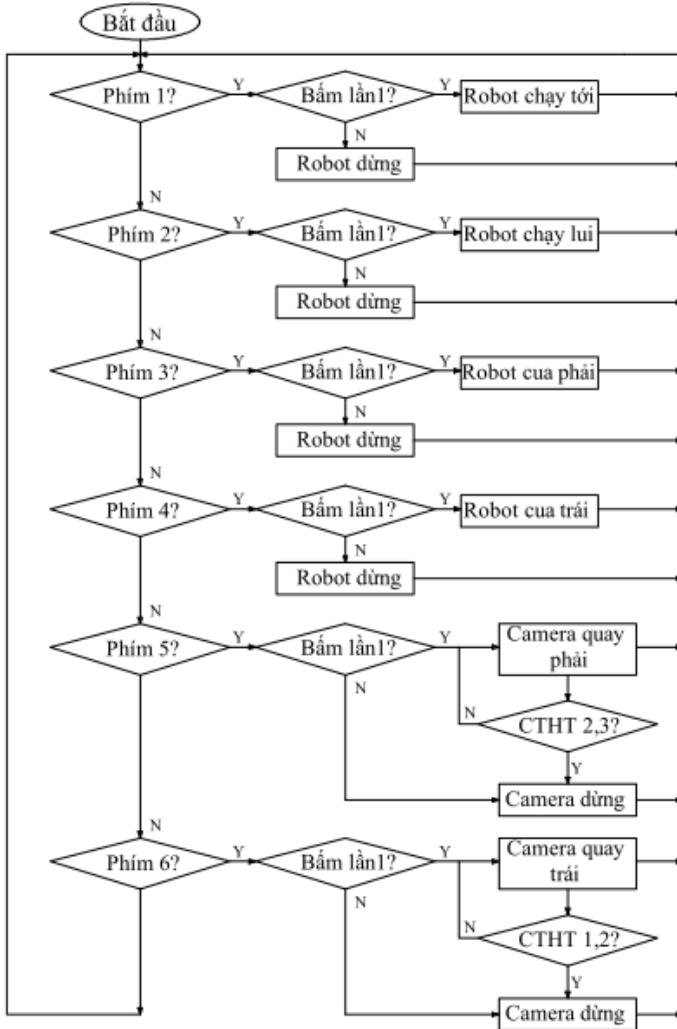 Bắt đầu
Phím 1?
Y
Bấm lần1?
Y
Robot chạy tới
N
Robot dừng
N
Phím 2?
Y
Bấm lần1?
Y
Robot chạy lui
N
Robot dừng
N
Phím 3?
Y
Bấm lần1?
Y
Robot cua phải
N
Robot dừng
N
Phím 4?
Y
Bấm lần1?
Y
Robot cua trái
N
Robot dừng
N
Phím 5?
Y
Bấm lần1?
Y
Camera quay
phải
N
N
CTHT 2,3?
Y
Camera dừng
N
Phím 6?
Y
Bấm lần1?
Y
Camera quay
trái
N
N
CTHT 1,2?
Y
Camera dừng